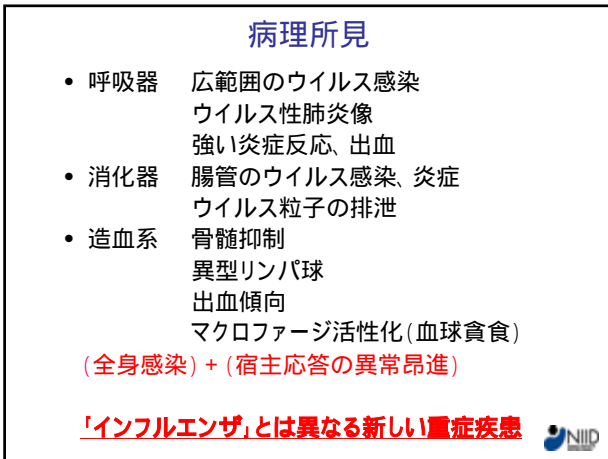 病理所見
• 呼吸器 広範囲のウイルス感染
ウイルス性肺炎像
強い炎症反応、出血
• 消化器 腸管のウイルス感染、炎症
ウイルス粒子の排泄
• 造血系 骨髄抑制
異型リンパ球
出血傾向
マクロファージ活性化(血球貪食)
(全身感染)+(宿主応答の異常昂進)
「インフルエンザ」とは異なる新しい重症疾患
NIID